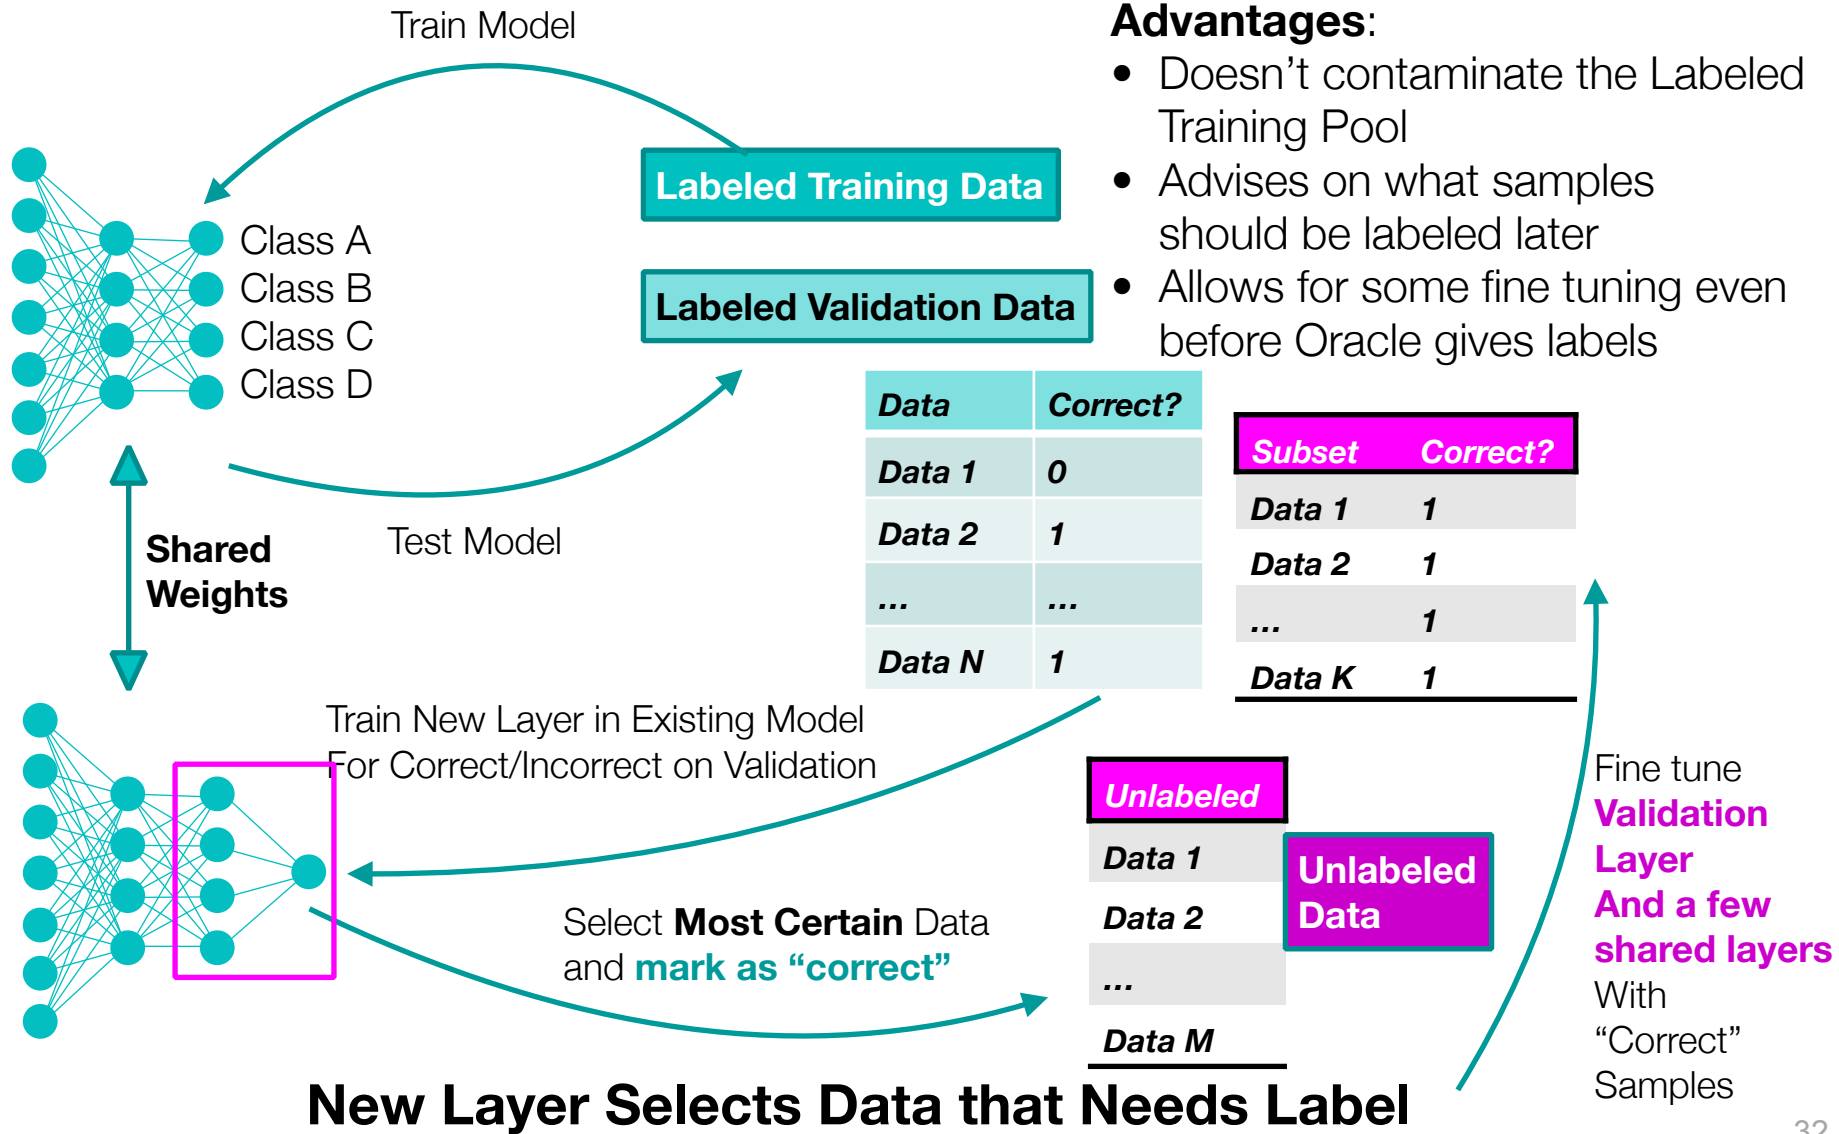 Train Model
Advantages:
• Doesn't contaminate the Labeled
Training Pool
• Advises on what samples
should be labeled later
• Allows for some fine tuning even
before Oracle gives labels
Labeled Training Data
Labeled Validation Data
Class A
Class B
Class C
Class D
Test Model
Shared
Weights
Data Correct?
Data 1 0
Data 2 1
... ...
Data N 1
Subset Correct?
Data 1 1
Data 2 1
... 1
Data K 1
Train New Layer in Existing Model
For Correct/Incorrect on Validation
Select Most Certain Data
and mark as “correct”
Unlabeled
Data 1
Data 2
...
Data M
Unlabeled
Data
Fine tune
Validation
Layer
And a few
shared layers
With
“Correct”
Samples
New Layer Selects Data that Needs Label
32